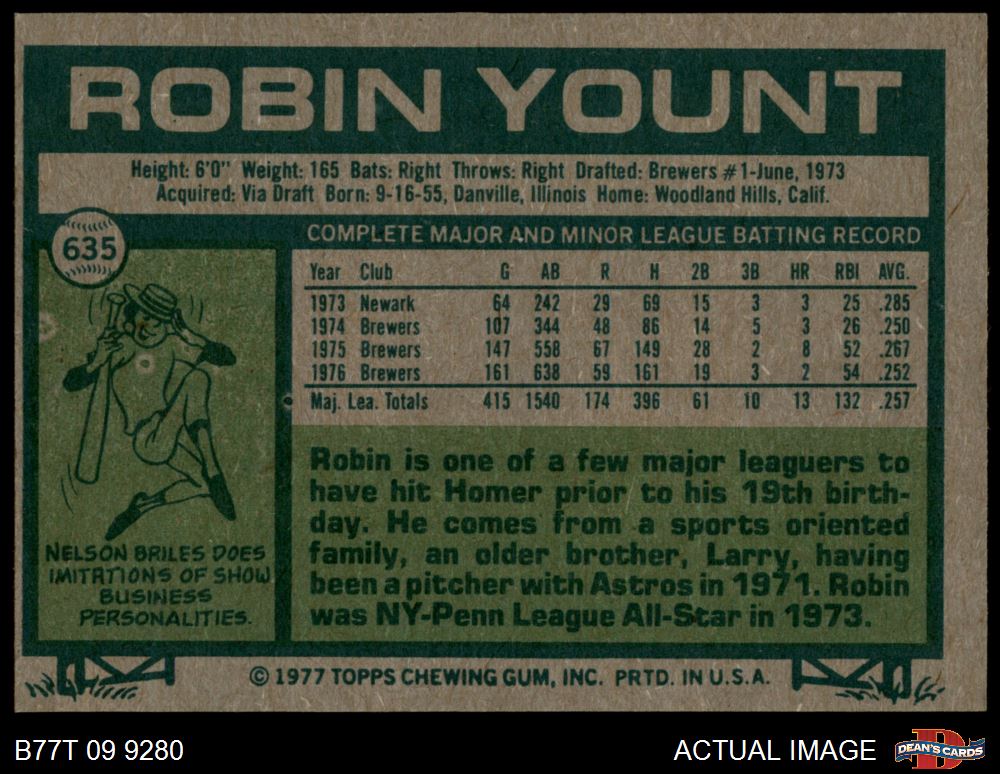 ROBIN YOUNT
Height: 6'0" Weight: 165 Bats: Right Throws: Right Drafted: Brewers #1-June, 1973
Acquired: Via Draft Born: 9-16-55, Danville, Illinois Home: Woodland Hills, Calif.
635
COMPLETE MAJOR AND MINOR LEAGUE BATTING RECORD
Year Club G AB R H 2B 3B HR RBI AVG.
1973 Newark 64 242 29 69 15 3 3 25 .285
1974 Brewers 107 344 48 86 14 5 3 26 .250
1975 Brewers 147 558 67 149 28 2 8 52 .267
1976 Brewers 161 638 59 161 19 3 2 54 .252
Maj. Lea. Totals 415 1540 174 396 61 10 13 132 .257
NELSON BRILES DOES
IMITATIONS OF SHOW
BUSINESS
PERSONALITIES.
Robin is one of a few major leaguers to
have hit Homer prior to his 19th birth-
day. He comes from a sports oriented
family, an older brother, Larry, having
been a pitcher with Astros in 1971. Robin
was NY-Penn League All-Star in 1973.
© 1977 TOPPS CHEWING GUM, INC. PRTD. IN U.S.A.
B77T 09 9280
ACTUAL IMAGE
D
DEAN'S CARDS